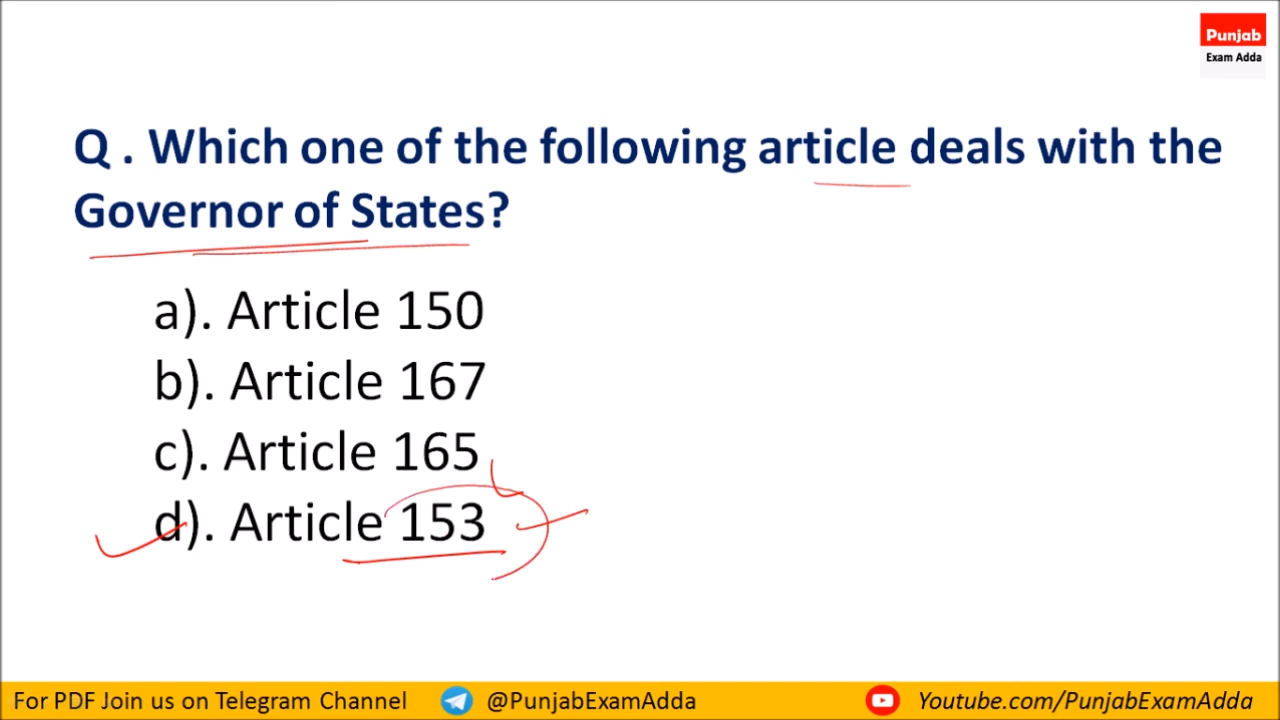 Punjab
Exam Adda
Q . Which one of the following article deals with the
Governor of States?
a). Article 150
b). Article 167
c). Article 165
d). Article 153
For PDF Join us on Telegram Channel @PunjabExamAdda Youtube.com/PunjabExamAdda